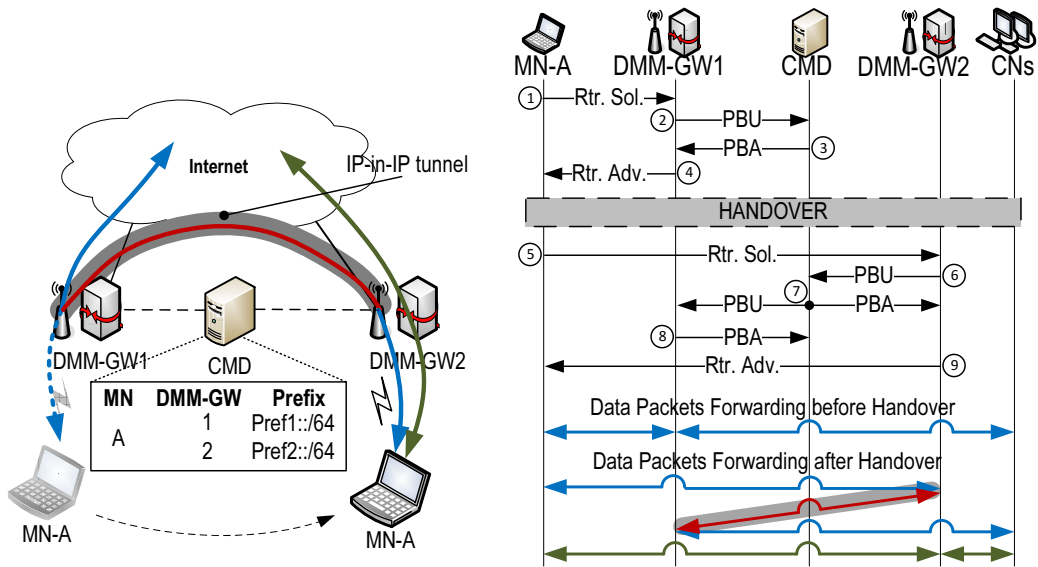 Internet
IP-in-IP tunnel
DMM-GW1
CMD
DMM-GW2
MN DMM-GW Prefix
A
1 Pref1::/64
2 Pref2::/64
MN-A
MN-A
MN-A DMM-GW1 CMD DMM-GW2 CNs
1 Rtr. Sol.
2 PBU
PBA 3
Rtr. Adv. 4
HANDOVER
5 Rtr. Sol.
PBU 6
7
PBU PBA
8 PBA
Rtr. Adv. 9
Data Packets Forwarding before Handover
Data Packets Forwarding after Handover